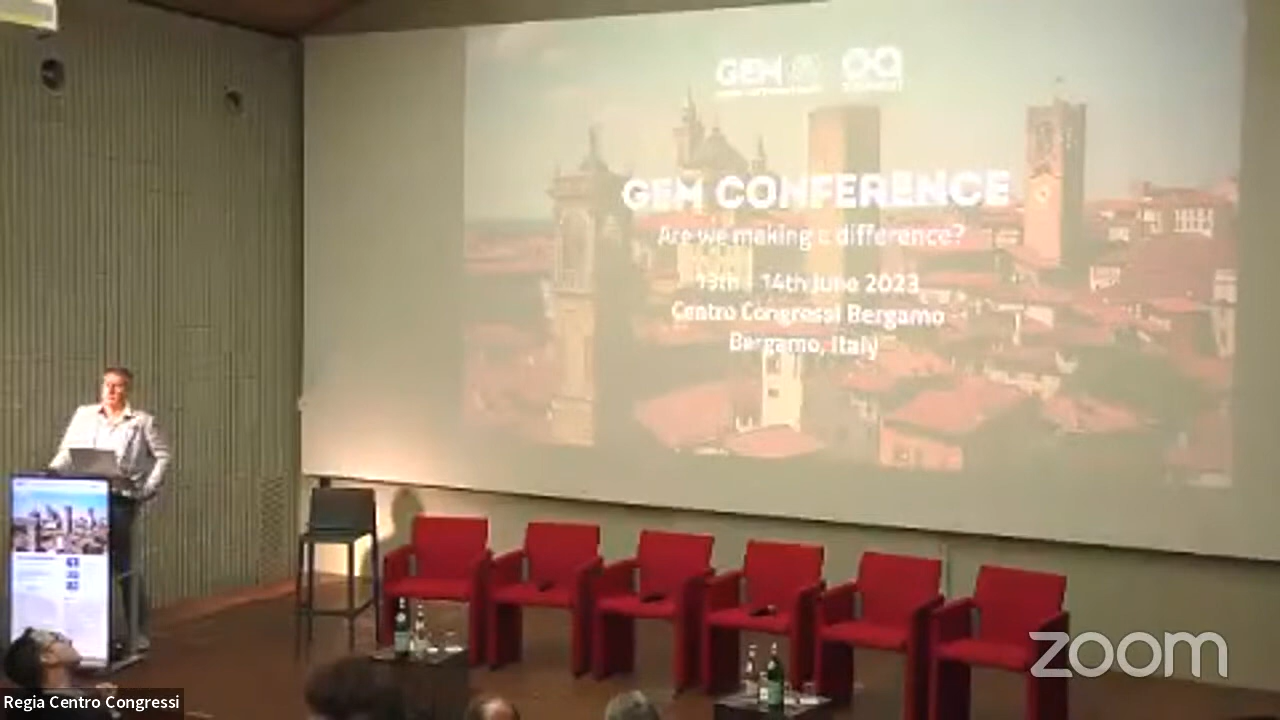 GEM
GEM CONFERENCE
Are we making a difference?
13th - 14th June 2023
Centro Congressi Bergamo
Bergamo, Italy
zoom
Regia Centro Congressi